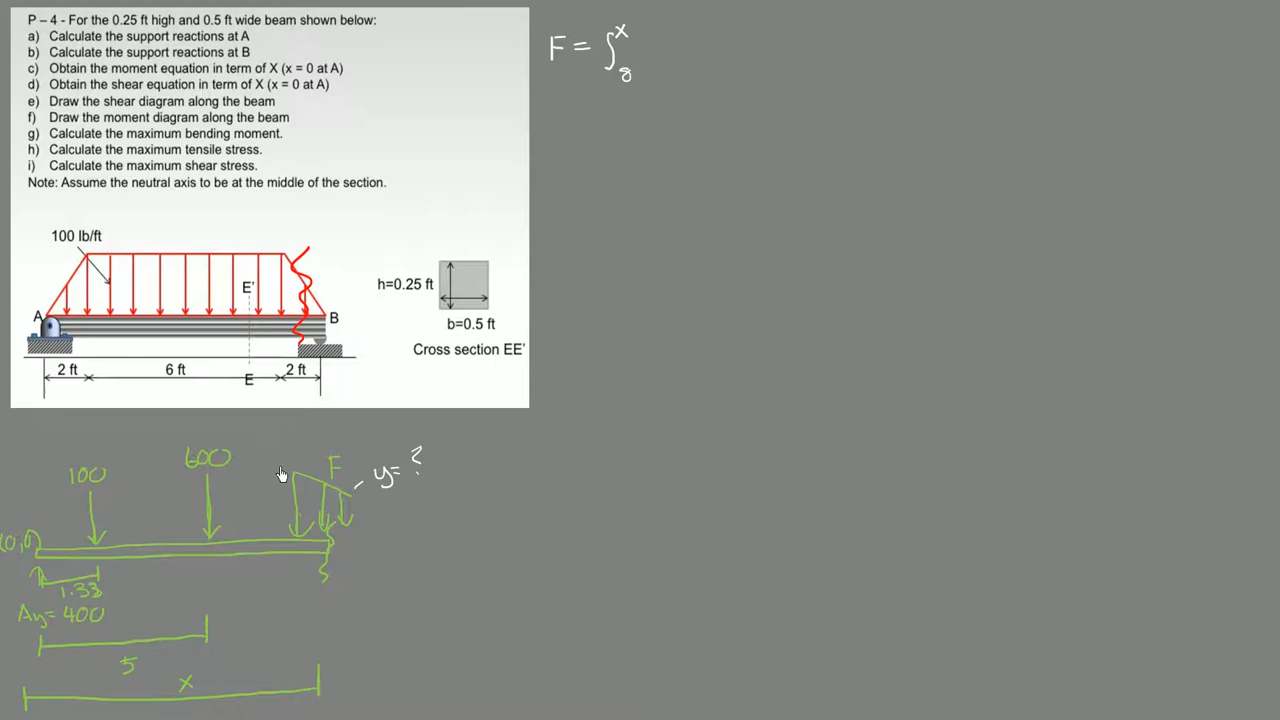 P – 4 - For the 0.25 ft high and 0.5 ft wide beam shown below:
a) Calculate the support reactions at A
b) Calculate the support reactions at B
c) Obtain the moment equation in term of X (x = 0 at A)
d) Obtain the shear equation in term of X (x = 0 at A)
e) Draw the shear diagram along the beam
f) Draw the moment diagram along the beam
g) Calculate the maximum bending moment.
h) Calculate the maximum tensile stress.
i) Calculate the maximum shear stress.
Note: Assume the neutral axis to be at the middle of the section.
F = ∫₈ˣ
100 lb/ft
E'
h=0.25 ft
A
B
b=0.5 ft
Cross section EE'
2 ft
6 ft
E
2 ft
100
600
F
y= ?
(0,0)
1.33
Ay= 400
5
x